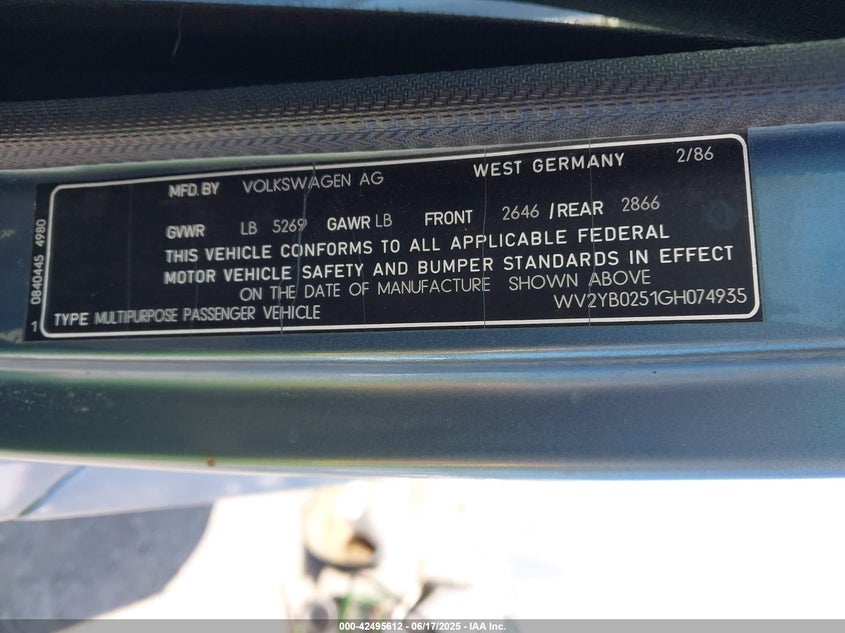 MFD. BY VOLKSWAGEN AG WEST GERMANY 2/86
GVWR LB 5269 GAWR LB FRONT 2646 /REAR 2866
THIS VEHICLE CONFORMS TO ALL APPLICABLE FEDERAL
MOTOR VEHICLE SAFETY AND BUMPER STANDARDS IN EFFECT
ON THE DATE OF MANUFACTURE SHOWN ABOVE
WV2YB0251GH074935
TYPE MULTIPURPOSE PASSENGER VEHICLE
1 0840445 4980
000-42495612 - 06/17/2025 - IAA Inc.